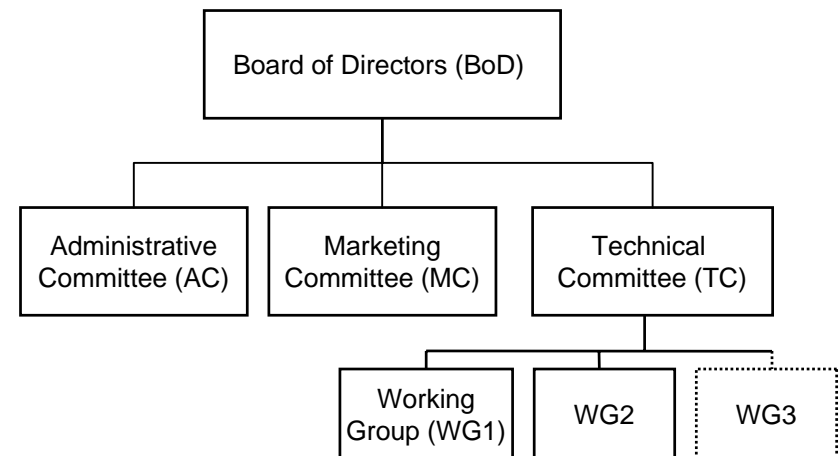 Board of Directors (BoD)
Administrative
Committee (AC)
Marketing
Committee (MC)
Technical
Committee (TC)
Working
Group (WG1)
WG2
WG3